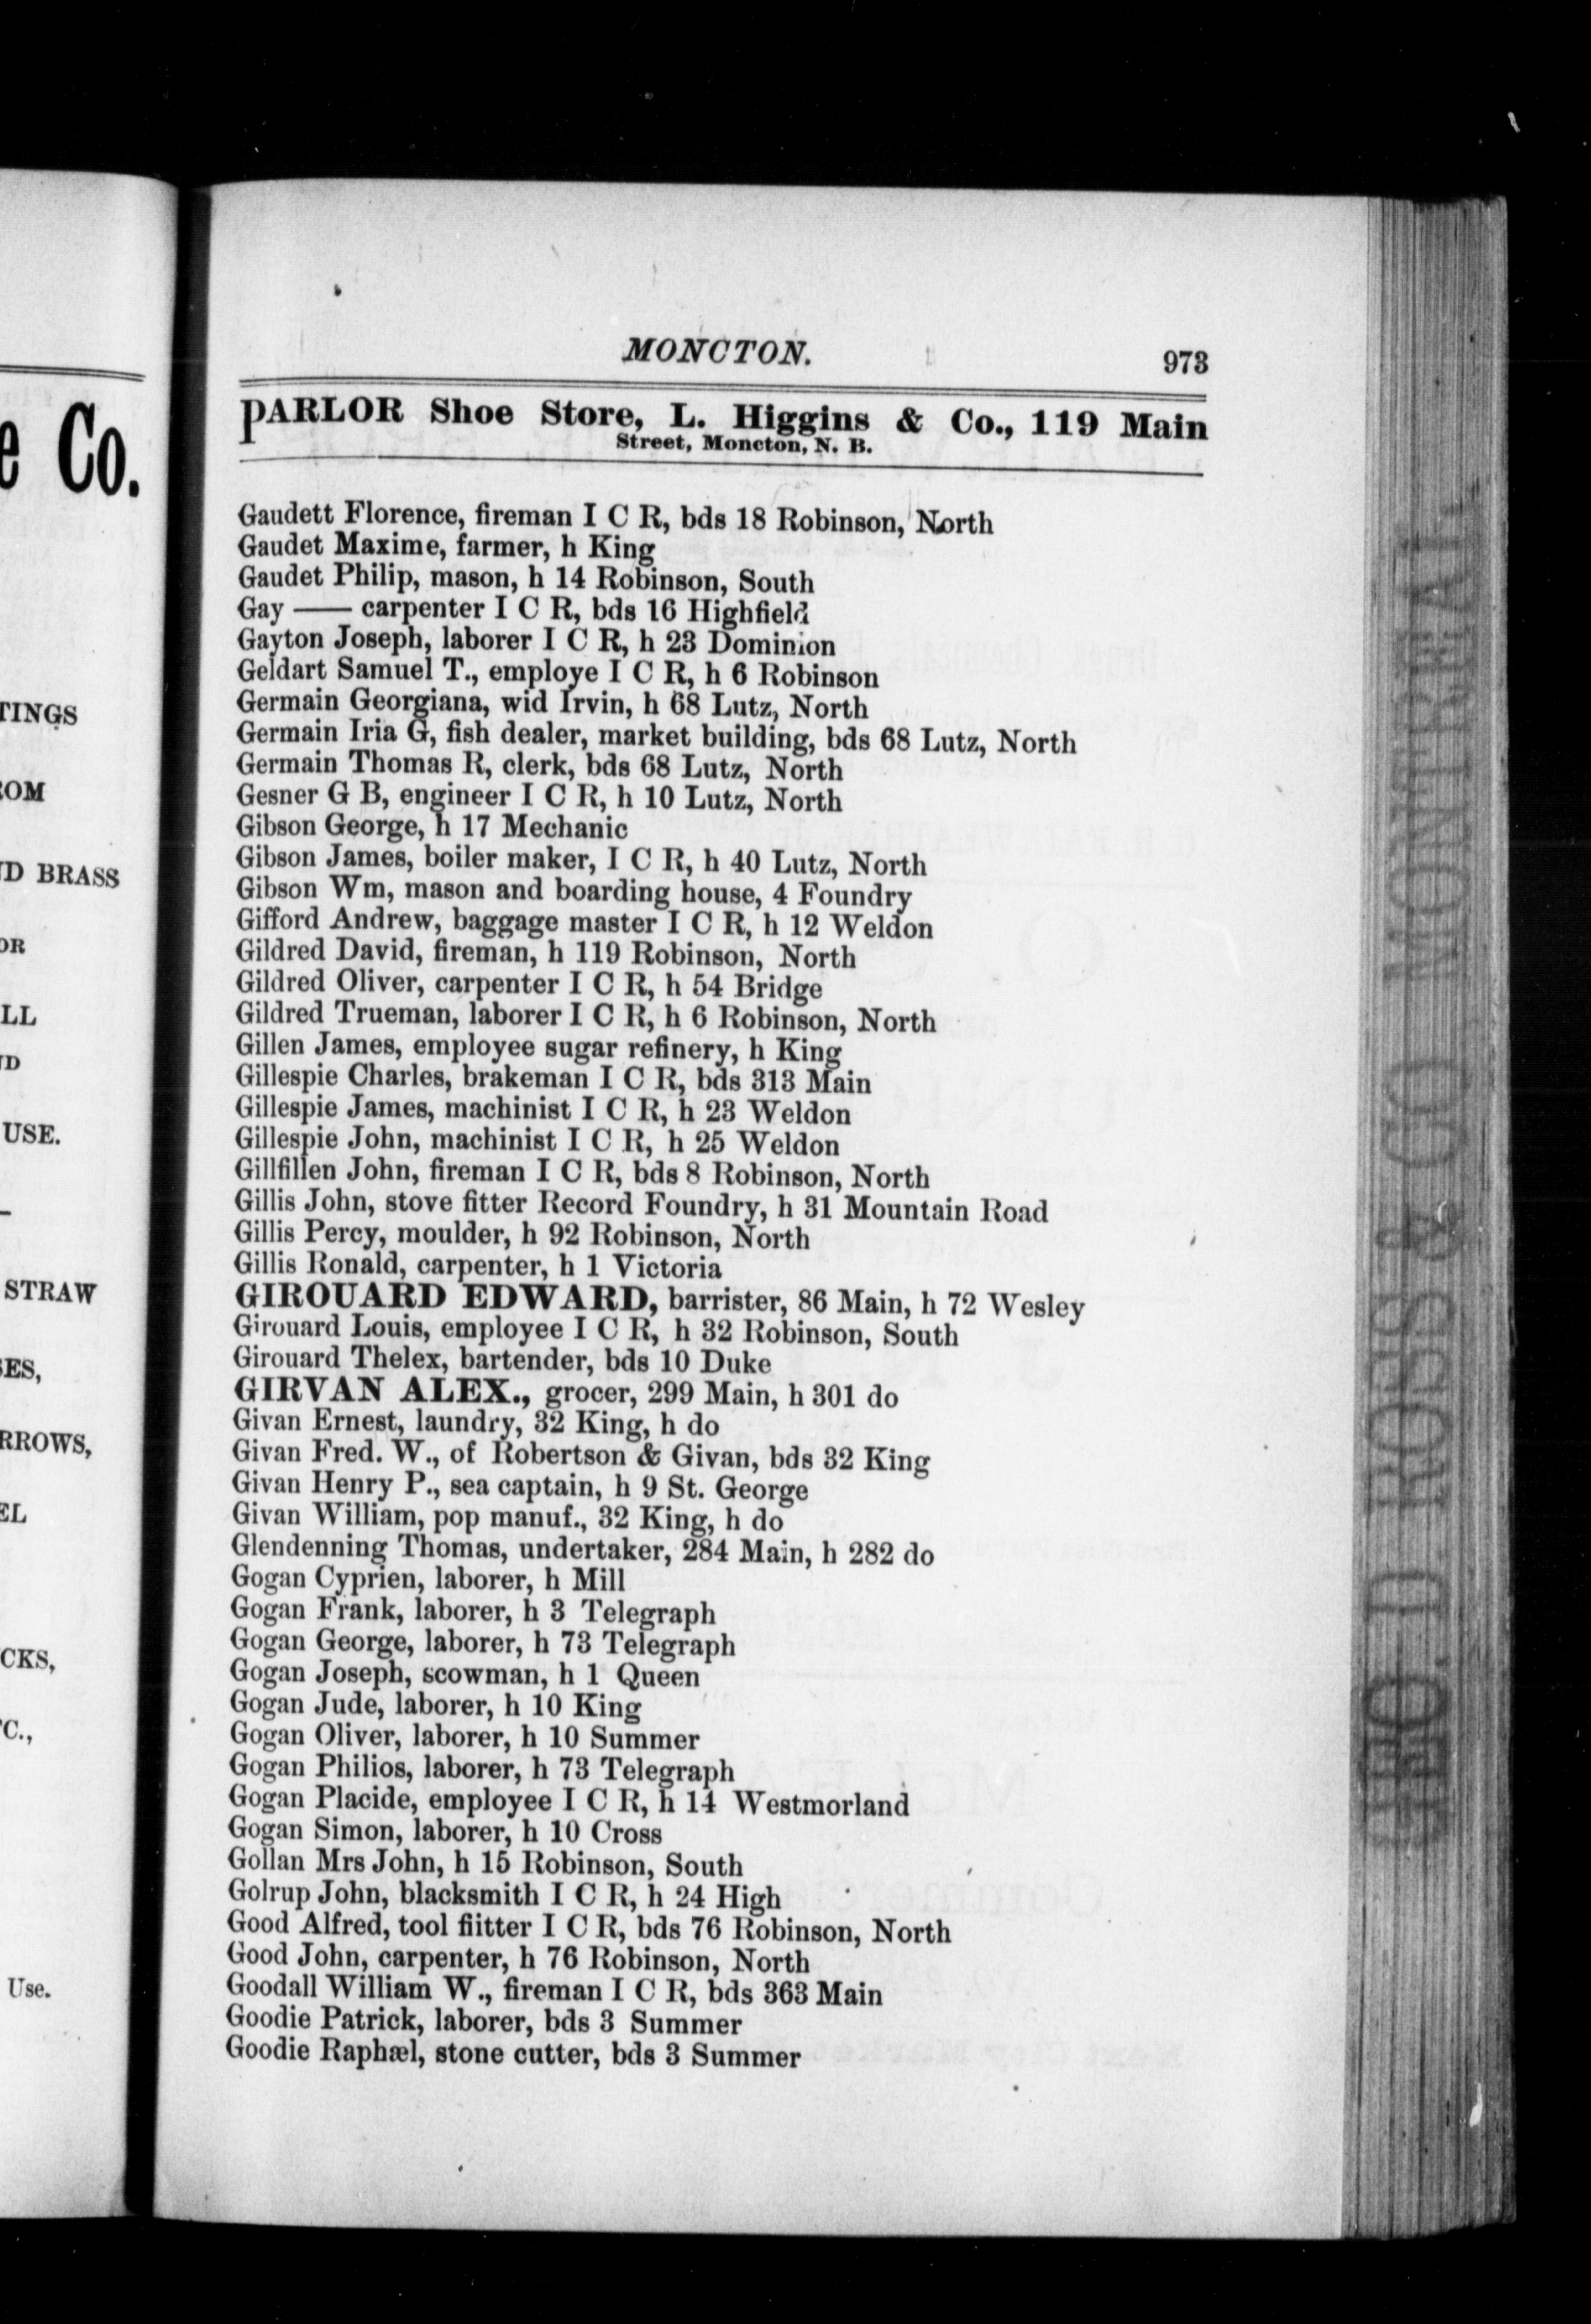 e Co.
TINGS
OM
D BRASS
OR
LL
D
USE.
STRAW
ES,
RROWS,
EL
CKS,
C.,
Use.
MONCTON.
973
PARLOR Shoe Store, L. Higgins & Co., 119 Main
Street, Moncton, N. B.
Gaudett Florence, fireman I C R, bds 18 Robinson, North
Gaudet Maxime, farmer, h King
Gaudet Philip, mason, h 14 Robinson, South
Gay —— carpenter I C R, bds 16 Highfield
Gayton Joseph, laborer I C R, h 23 Dominion
Geldart Samuel T., employe I C R, h 6 Robinson
Germain Georgiana, wid Irvin, h 68 Lutz, North
Germain Iria G, fish dealer, market building, bds 68 Lutz, North
Germain Thomas R, clerk, bds 68 Lutz, North
Gesner G B, engineer I C R, h 10 Lutz, North
Gibson George, h 17 Mechanic
Gibson James, boiler maker, I C R, h 40 Lutz, North
Gibson Wm, mason and boarding house, 4 Foundry
Gifford Andrew, baggage master I C R, h 12 Weldon
Gildred David, fireman, h 119 Robinson, North
Gildred Oliver, carpenter I C R, h 54 Bridge
Gildred Trueman, laborer I C R, h 6 Robinson, North
Gillen James, employee sugar refinery, h King
Gillespie Charles, brakeman I C R, bds 313 Main
Gillespie James, machinist I C R, h 23 Weldon
Gillespie John, machinist I C R, h 25 Weldon
Gillfillen John, fireman I C R, bds 8 Robinson, North
Gillis John, stove fitter Record Foundry, h 31 Mountain Road
Gillis Percy, moulder, h 92 Robinson, North
Gillis Ronald, carpenter, h 1 Victoria
GIROUARD EDWARD, barrister, 86 Main, h 72 Wesley
Girouard Louis, employee I C R, h 32 Robinson, South
Girouard Thelex, bartender, bds 10 Duke
GIRVAN ALEX., grocer, 299 Main, h 301 do
Givan Ernest, laundry, 32 King, h do
Givan Fred. W., of Robertson & Givan, bds 32 King
Givan Henry P., sea captain, h 9 St. George
Givan William, pop manuf., 32 King, h do
Glendenning Thomas, undertaker, 284 Main, h 282 do
Gogan Cyprien, laborer, h Mill
Gogan Frank, laborer, h 3 Telegraph
Gogan George, laborer, h 73 Telegraph
Gogan Joseph, scowman, h 1 Queen
Gogan Jude, laborer, h 10 King
Gogan Oliver, laborer, h 10 Summer
Gogan Philios, laborer, h 73 Telegraph
Gogan Placide, employee I C R, h 14 Westmorland
Gogan Simon, laborer, h 10 Cross
Gollan Mrs John, h 15 Robinson, South
Golrup John, blacksmith I C R, h 24 High
Good Alfred, tool fiitter I C R, bds 76 Robinson, North
Good John, carpenter, h 76 Robinson, North
Goodall William W., fireman I C R, bds 363 Main
Goodie Patrick, laborer, bds 3 Summer
Goodie Raphæl, stone cutter, bds 3 Summer
GEO. D. ROSS & CO MONTREAL.